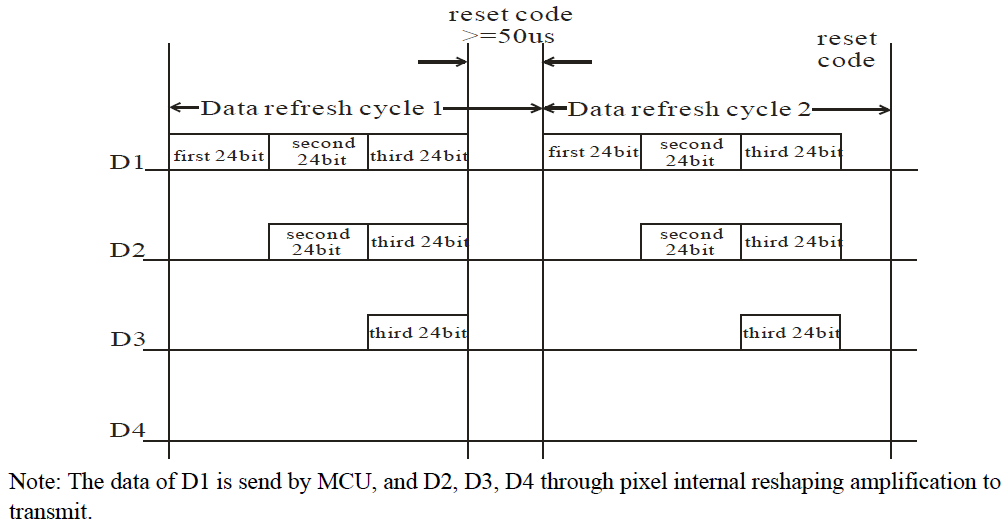 reset code
>=50us
reset
code
Data refresh cycle 1
Data refresh cycle 2
D1
first 24bit
second
24bit
third 24bit
first 24bit
second
24bit
third 24bit
D2
second
24bit
third 24bit
second
24bit
third 24bit
D3
third 24bit
third 24bit
D4
Note: The data of D1 is send by MCU, and D2, D3, D4 through pixel internal reshaping amplification to
transmit.